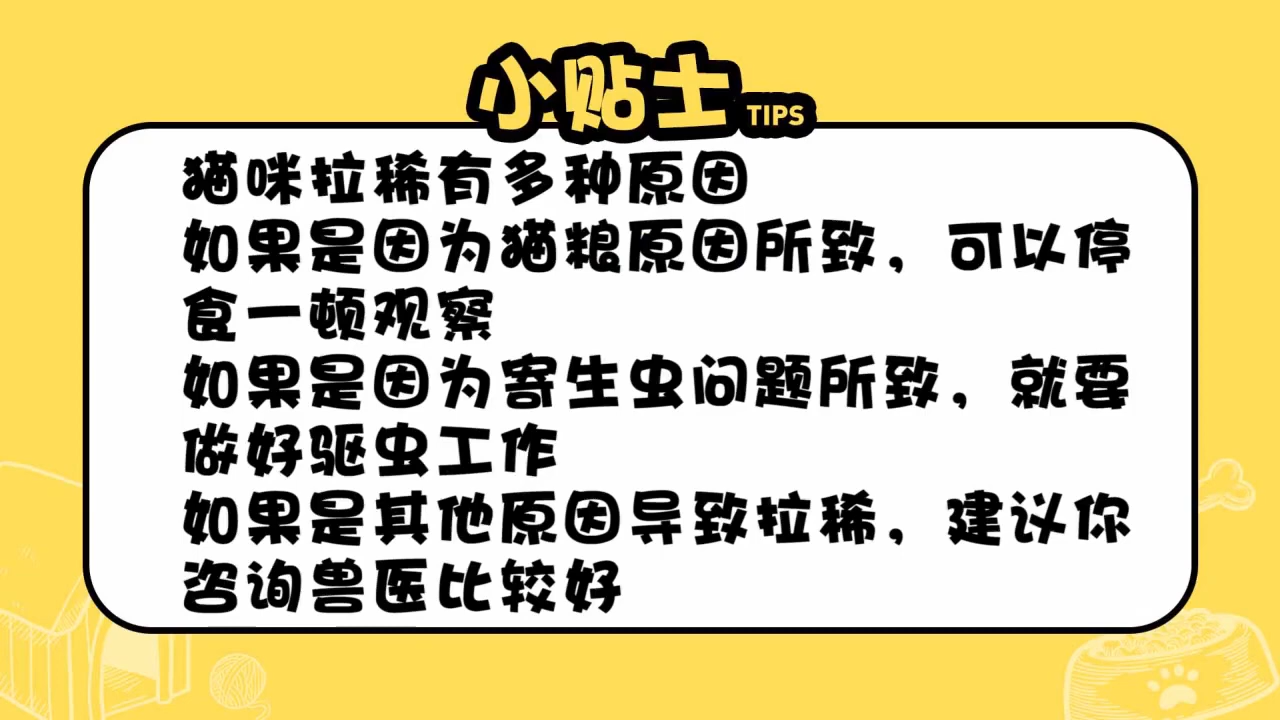 小贴士 TIPS
猫咪拉稀有多种原因
如果是因为猫粮原因所致，可以停
食一顿观察
如果是因为寄生虫问题所致，就要
做好驱虫工作
如果是其他原因导致拉稀，建议你
咨询兽医比较好